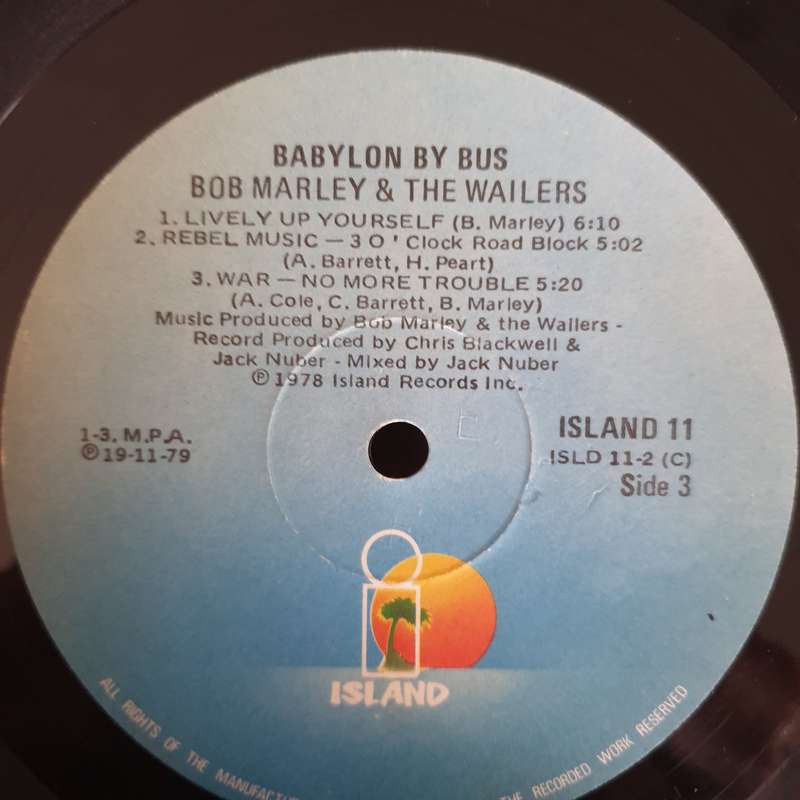 BABYLON BY BUS
BOB MARLEY & THE WAILERS
1. LIVELY UP YOURSELF (B. Marley) 6:10
2. REBEL MUSIC — 3 O ' Clock Road Block 5:02
(A. Barrett, H. Peart)
3. WAR — NO MORE TROUBLE 5:20
(A. Cole, C. Barrett, B. Marley)
Music Produced by Bob Marley & the Wailers -
Record Produced by Chris Blackwell &
Jack Nuber - Mixed by Jack Nuber
℗ 1978 Island Records Inc.
1-3. M.P.A.
℗ 19-11-79
ISLAND 11
ISLD 11-2 (C)
Side 3
ISLAND
ALL RIGHTS OF THE MANUFACTU
THE RECORDED WORK RESERVED